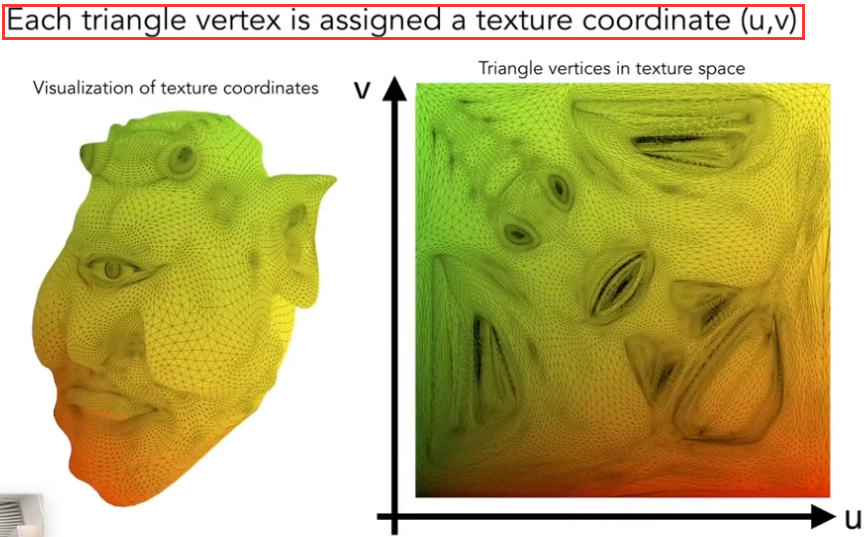 Each triangle vertex is assigned a texture coordinate (u,v)
Visualization of texture coordinates
Triangle vertices in texture space
v
u